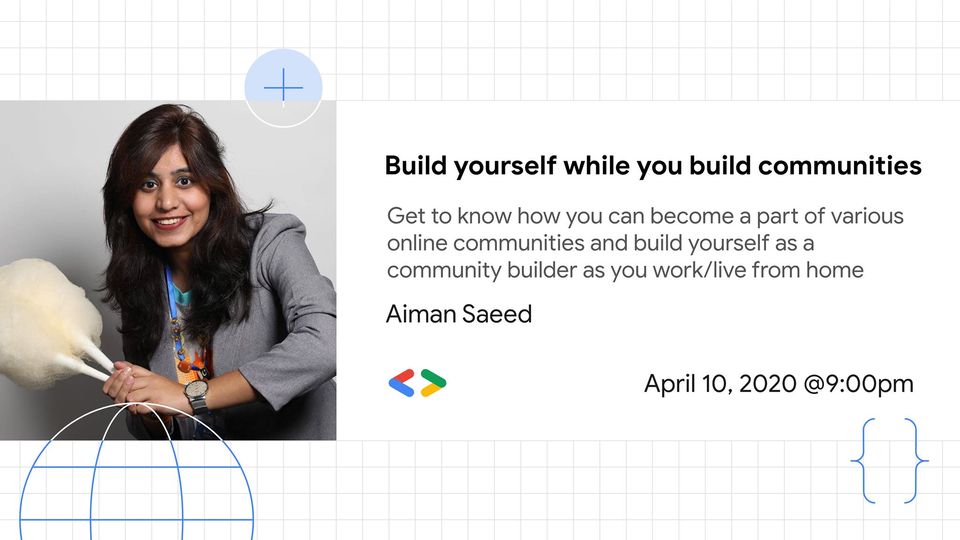 Build yourself while you build communities
Get to know how you can become a part of various
online communities and build yourself as a
community builder as you work/live from home
Aiman Saeed
April 10, 2020 @9:00pm